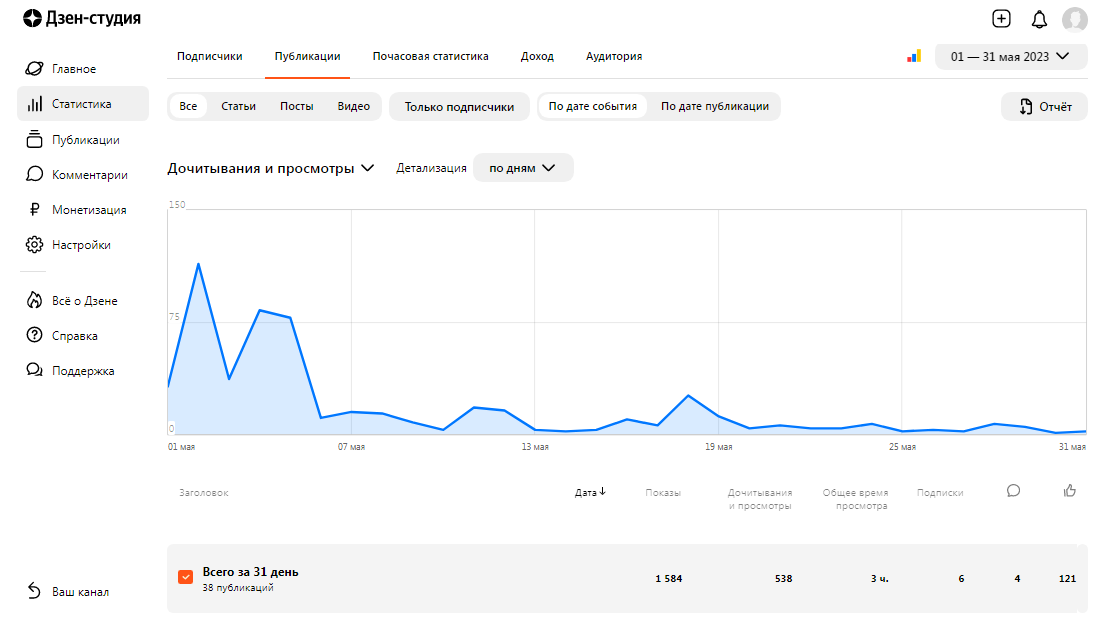 Дзен-студия
Главное
Статистика
Публикации
Комментарии
Монетизация
Настройки
Всё о Дзене
Справка
Поддержка
Ваш канал
Подписчики Публикации Почасовая статистика Доход Аудитория
01 — 31 мая 2023
Все Статьи Посты Видео Только подписчики По дате события По дате публикации
Отчёт
Дочитывания и просмотры Детализация по дням
150
75
0
01 мая 07 мая 13 мая 19 мая 25 мая 31 мая
Заголовок Дата Показы Дочитывания и просмотры Общее время просмотра Подписки
Всего за 31 день
38 публикаций
1 584 538 3 ч. 6 4 121